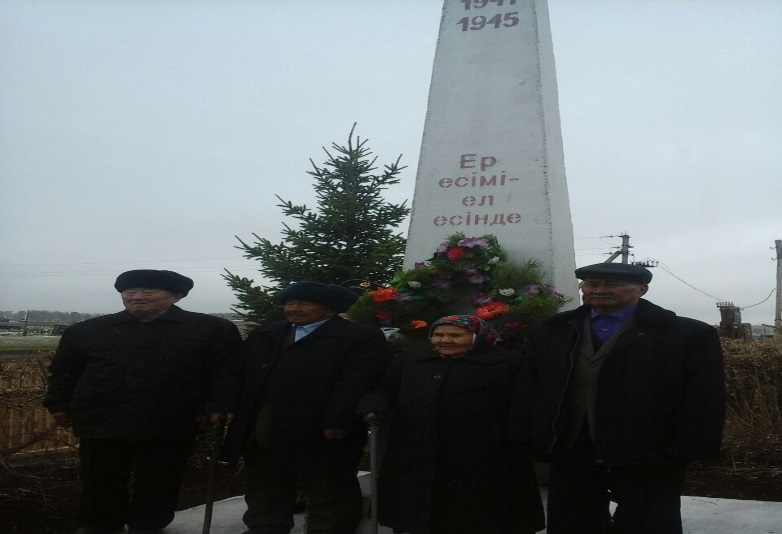 1941
1945
Ер
есімі-
ел
есінде